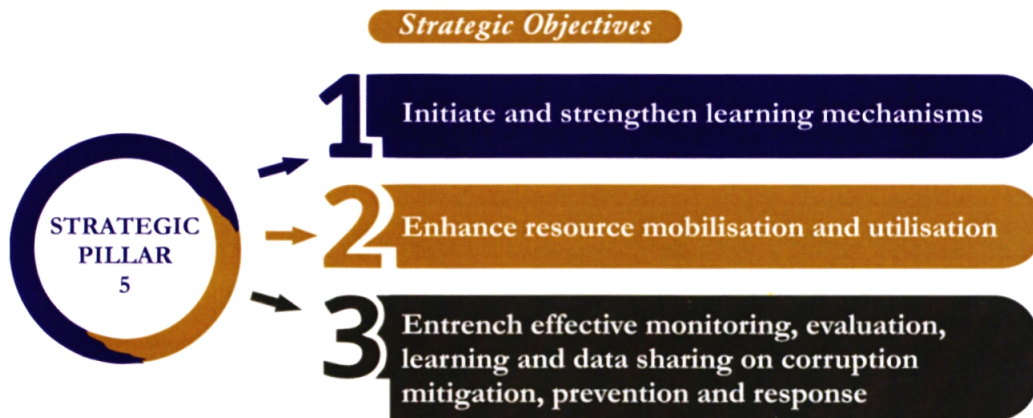 Strategic Objectives
STRATEGIC
PILLAR
5
1
Initiate and strengthen learning mechanisms
2
Enhance resource mobilisation and utilisation
3
Entrench effective monitoring, evaluation,
learning and data sharing on corruption
mitigation, prevention and response